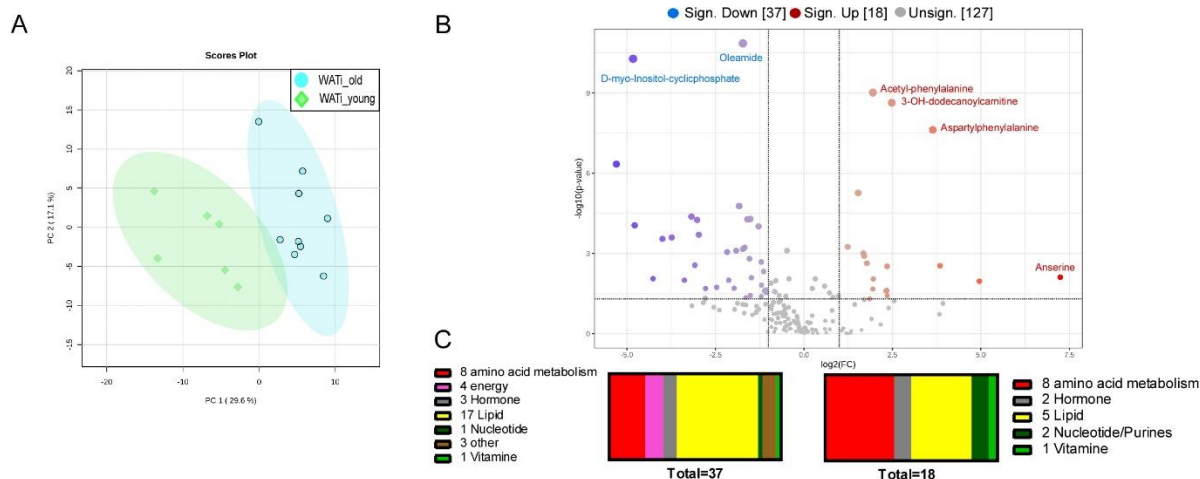 A
Scores Plot
WATi_old
WATi_young
20
15
10
5
0
-5
-10
-15
PC 2 ( 17.1 %)
-20
-10
0
10
PC 1 ( 29.6 %)
B
Sign. Down [37]
Sign. Up [18]
Unsign. [127]
Oleamide
D-myo-Inositol-cyclicphosphate
Acetyl-phenylalanine
3-OH-dodecanoylcarnitine
Aspartylphenylalanine
Anserine
9
6
3
0
-log10(p-value)
-5.0
-2.5
0.0
2.5
5.0
7.5
log2(FC)
C
8 amino acid metabolism
4 energy
3 Hormone
17 Lipid
1 Nucleotide
3 other
1 Vitamine
Total=37
Total=18
8 amino acid metabolism
2 Hormone
5 Lipid
2 Nucleotide/Purines
1 Vitamine